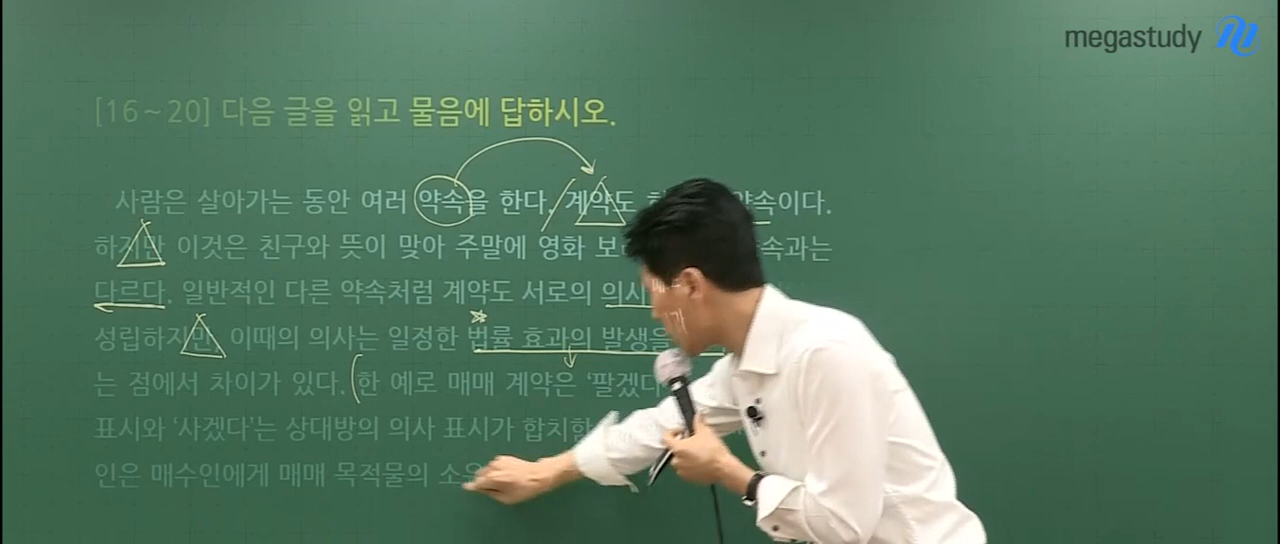 megastudy
[16~20] 다음 글을 읽고 물음에 답하시오.
사람은 살아가는 동안 여러 약속을 한다. 계약도 약속이다.
하지만 이것은 친구와 뜻이 맞아 주말에 영화
다르다. 일반적인 다른 약속처럼 계약도 서로의 의사
성립하지만, 이때의 의사는 일정한 법률 효과의 발생을
는 점에서 차이가 있다. 한 예로 매매 계약은 ‘팔겠다
표시와 ‘사겠다’는 상대방의 의사 표시가
인은 매수인에게 매매 목적물의